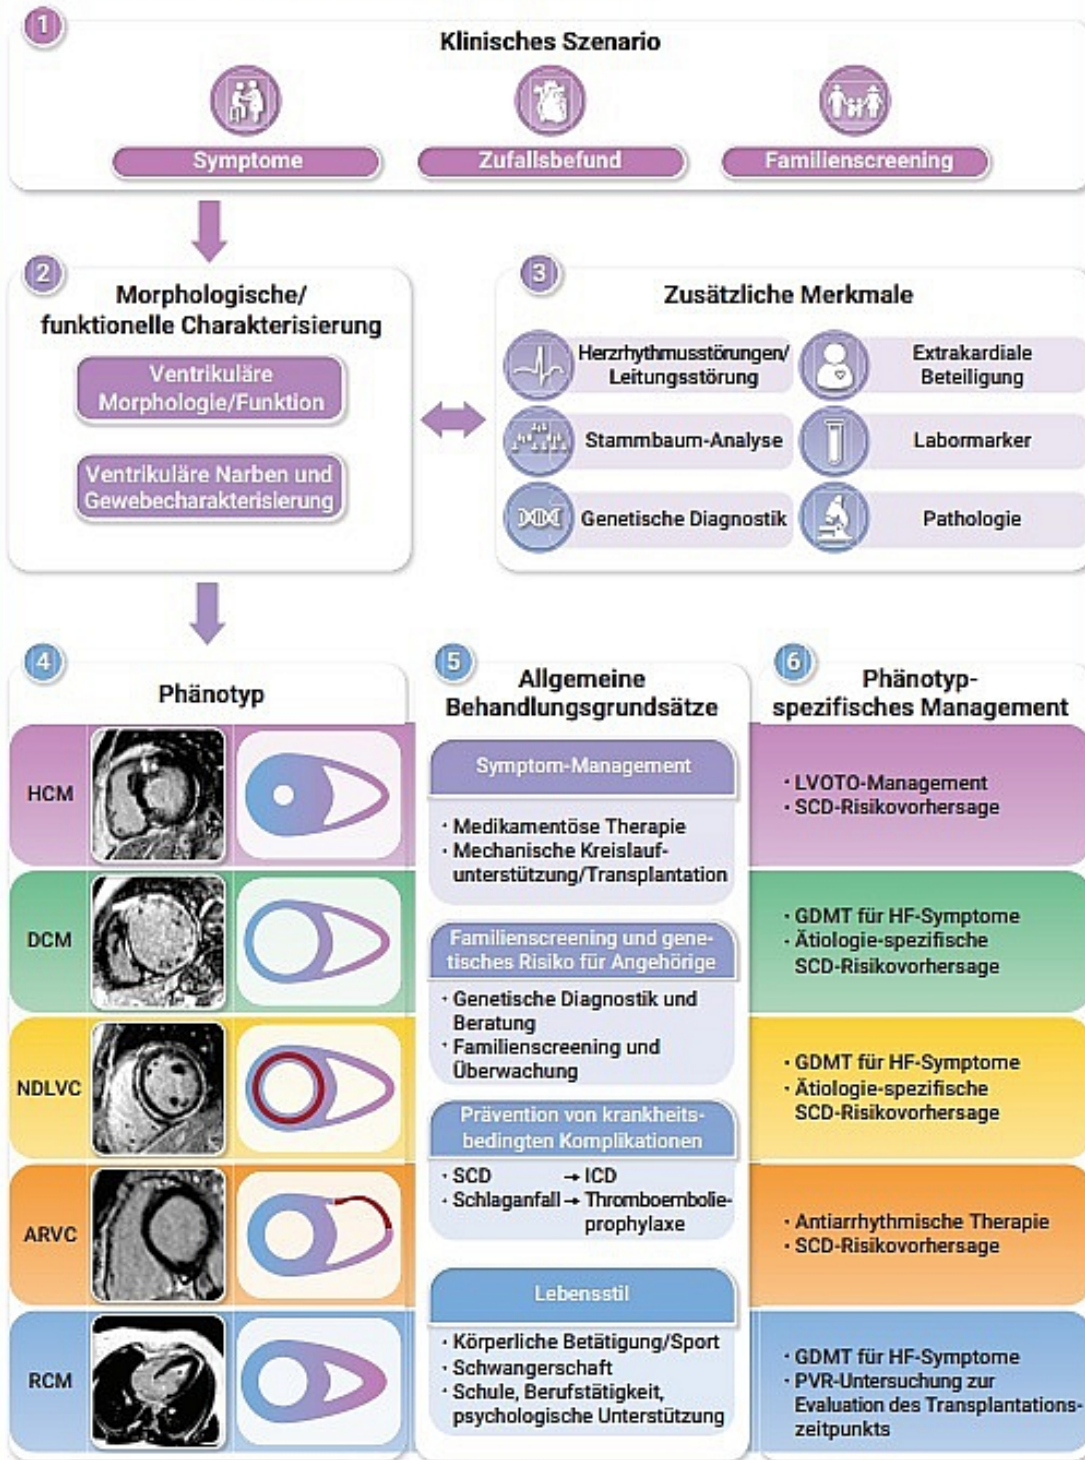 1
Klinisches Szenario
Symptome
Zufallsbefund
Familienscreening
2
Morphologische/
funktionelle Charakterisierung
Ventrikuläre
Morphologie/Funktion
Ventrikuläre Narben und
Gewebecharakterisierung
3
Zusätzliche Merkmale
Herzrhythmusstörungen/
Leitungsstörung
Extrakardiale
Beteiligung
Stammbaum-Analyse
Labormarker
Genetische Diagnostik
Pathologie
4
Phänotyp
HCM
DCM
NDLVC
ARVC
RCM
5
Allgemeine
Behandlungsgrundsätze
Symptom-Management
· Medikamentöse Therapie
· Mechanische Kreislauf-
unterstützung/Transplantation
Familienscreening und gene-
tisches Risiko für Angehörige
· Genetische Diagnostik und
Beratung
· Familienscreening und
Überwachung
Prävention von krankheits-
bedingten Komplikationen
· SCD → ICD
· Schlaganfall → Thromboembolie-
prophylaxe
Lebensstil
· Körperliche Betätigung/Sport
· Schwangerschaft
· Schule, Berufstätigkeit,
psychologische Unterstützung
6
Phänotyp-
spezifisches Management
· LVOTO-Management
· SCD-Risikovorhersage
· GDMT für HF-Symptome
· Ätiologie-spezifische
SCD-Risikovorhersage
· GDMT für HF-Symptome
· Ätiologie-spezifische
SCD-Risikovorhersage
· Antiarrhythmische Therapie
· SCD-Risikovorhersage
· GDMT für HF-Symptome
· PVR-Untersuchung zur
Evaluation des Transplantations-
zeitpunkts